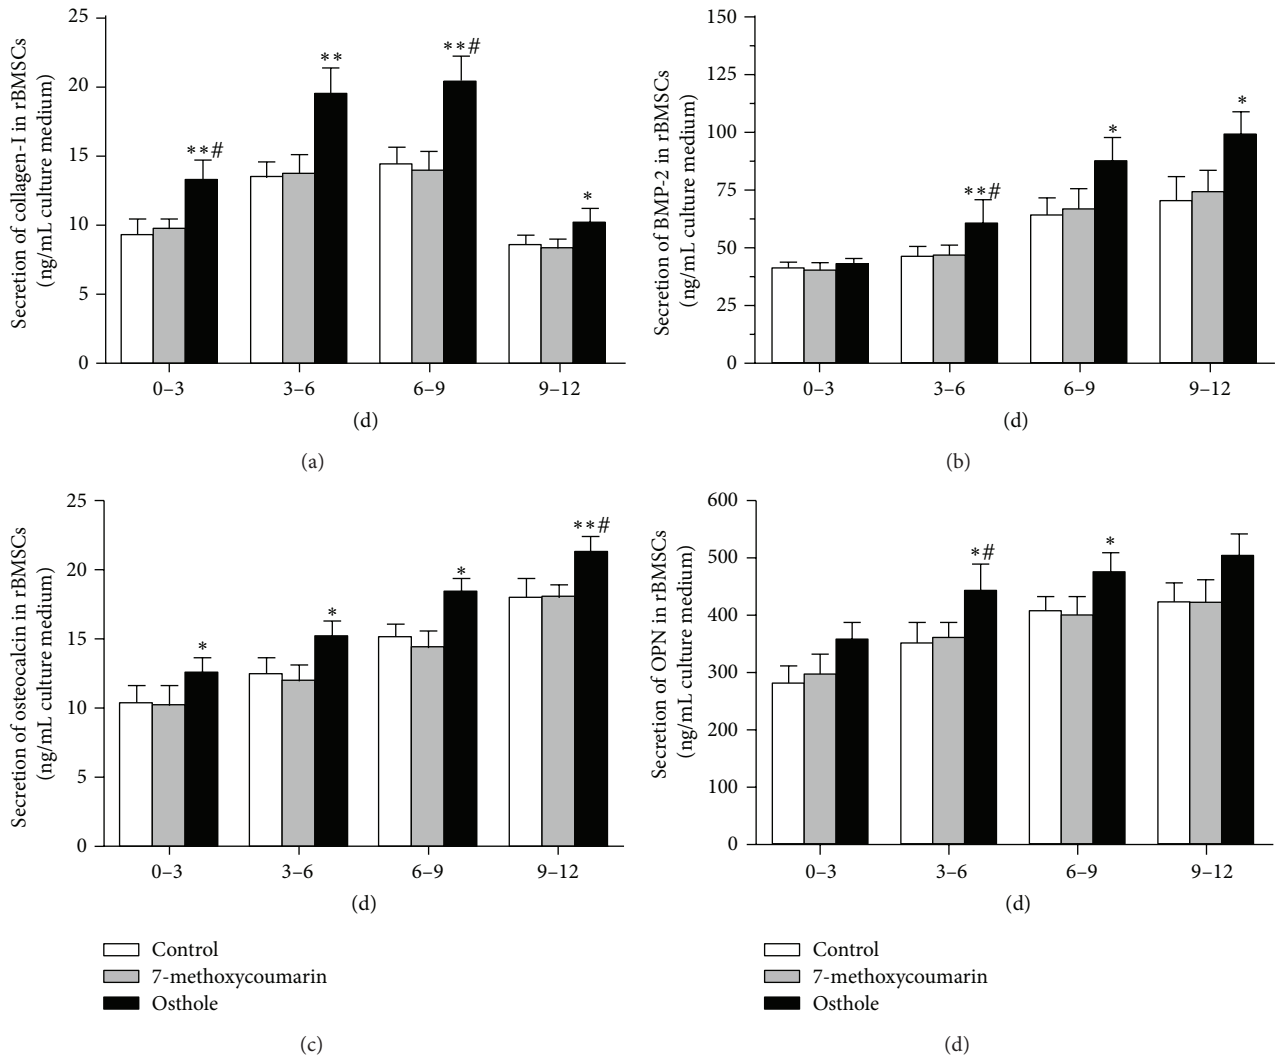 Secretion of collagen-I in rBMSCs
(ng/mL culture medium)
25
20
15
10
5
0
**#
**
**#
*
0–3
3–6
6–9
9–12
(d)
(a)
Secretion of BMP-2 in rBMSCs
(ng/mL culture medium)
150
125
100
75
50
25
0
**#
*
*
0–3
3–6
6–9
9–12
(d)
(b)
Secretion of osteocalcin in rBMSCs
(ng/mL culture medium)
25
20
15
10
5
0
*
*
*
**#
0–3
3–6
6–9
9–12
(d)
Control
7-methoxycoumarin
Osthole
(c)
Secretion of OPN in rBMSCs
(ng/mL culture medium)
600
500
400
300
200
100
0
*#
*
0–3
3–6
6–9
9–12
(d)
Control
7-methoxycoumarin
Osthole
(d)